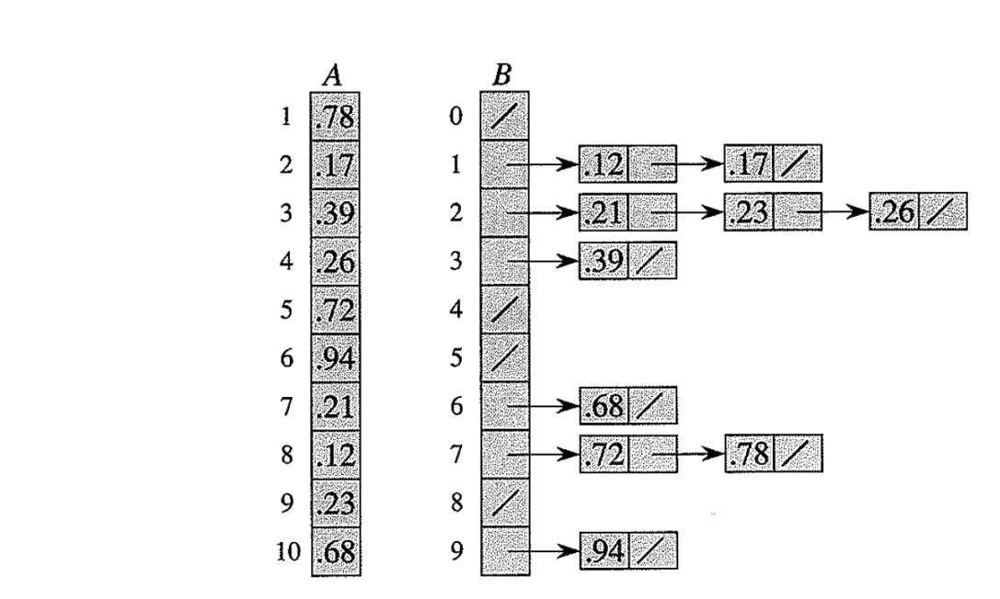 A B
1 .78 0
2 .17 1 .12 .17
3 .39 2 .21 .23 .26
4 .26 3 .39
5 .72 4
6 .94 5
7 .21 6 .68
8 .12 7 .72 .78
9 .23 8
10 .68 9 .94